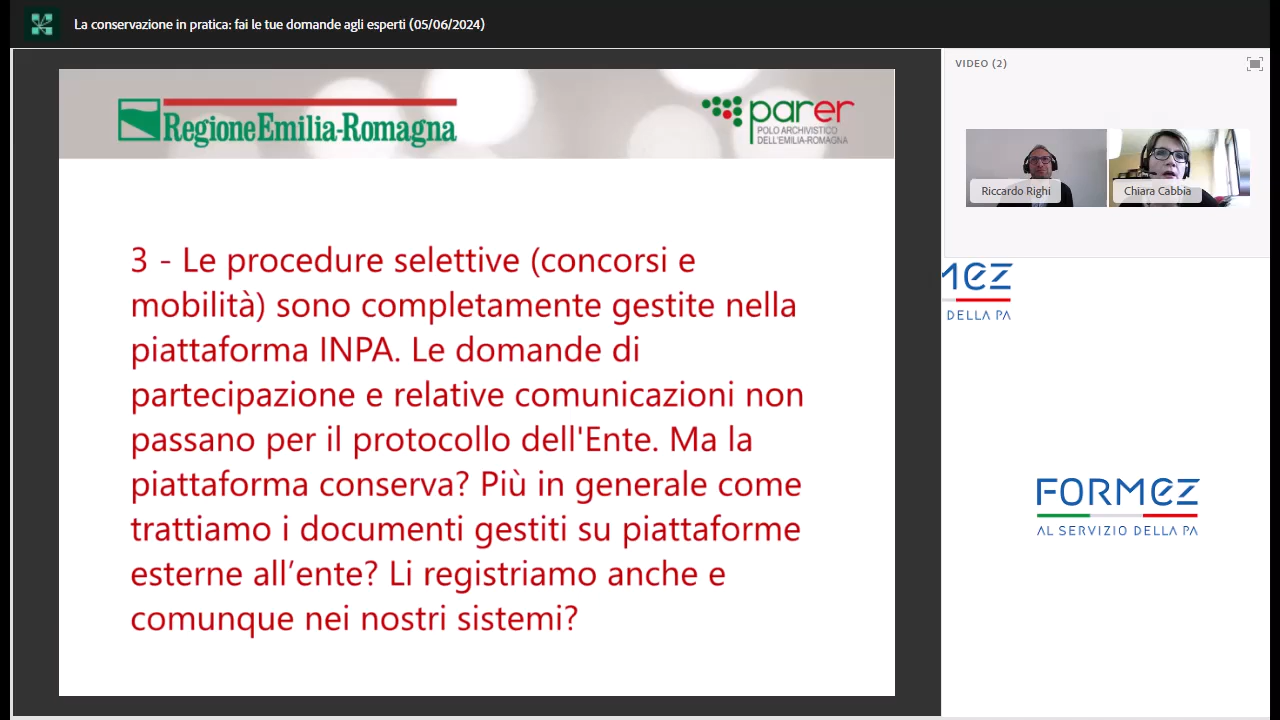 La conservazione in pratica: fai le tue domande agli esperti (05/06/2024)
RegioneEmilia-Romagna
parer
POLO ARCHIVISTICO
DELL'EMILIA-ROMAGNA
3 - Le procedure selettive (concorsi e
mobilità) sono completamente gestite nella
piattaforma INPA. Le domande di
partecipazione e relative comunicazioni non
passano per il protocollo dell'Ente. Ma la
piattaforma conserva? Più in generale come
trattiamo i documenti gestiti su piattaforme
esterne all’ente? Li registriamo anche e
comunque nei nostri sistemi?
VIDEO (2)
Riccardo Righi
Chiara Cabbia
MEZ
DELLA PA
FORMEZ
AL SERVIZIO DELLA PA